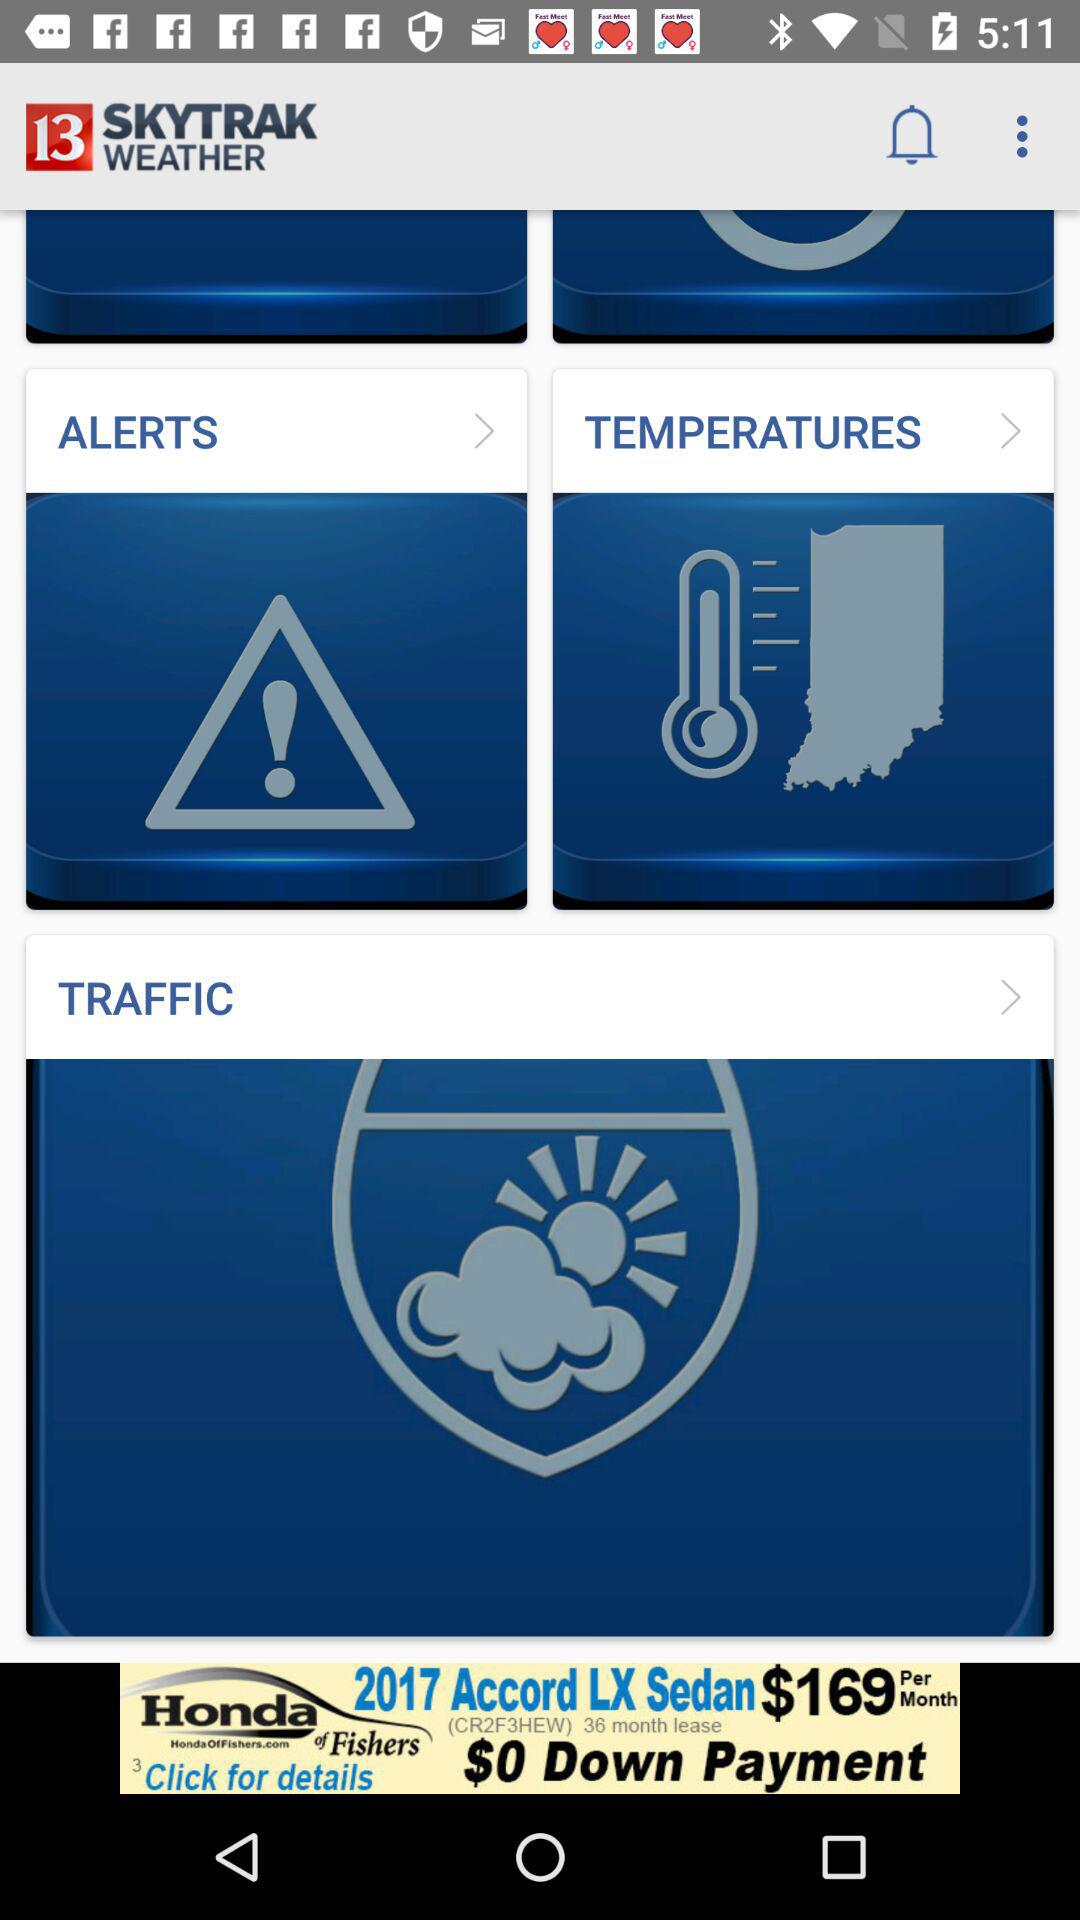 5:11
Fast Meet Fast Meet Fast Meet
13 SKYTRAK
WEATHER
ALERTS
TEMPERATURES
TRAFFIC
2017 Accord LX Sedan $169 Per Month
Honda
(CR2F3HEW) 36 month lease
HondaOfFishers.com of Fishers
$0 Down Payment
3 Click for details